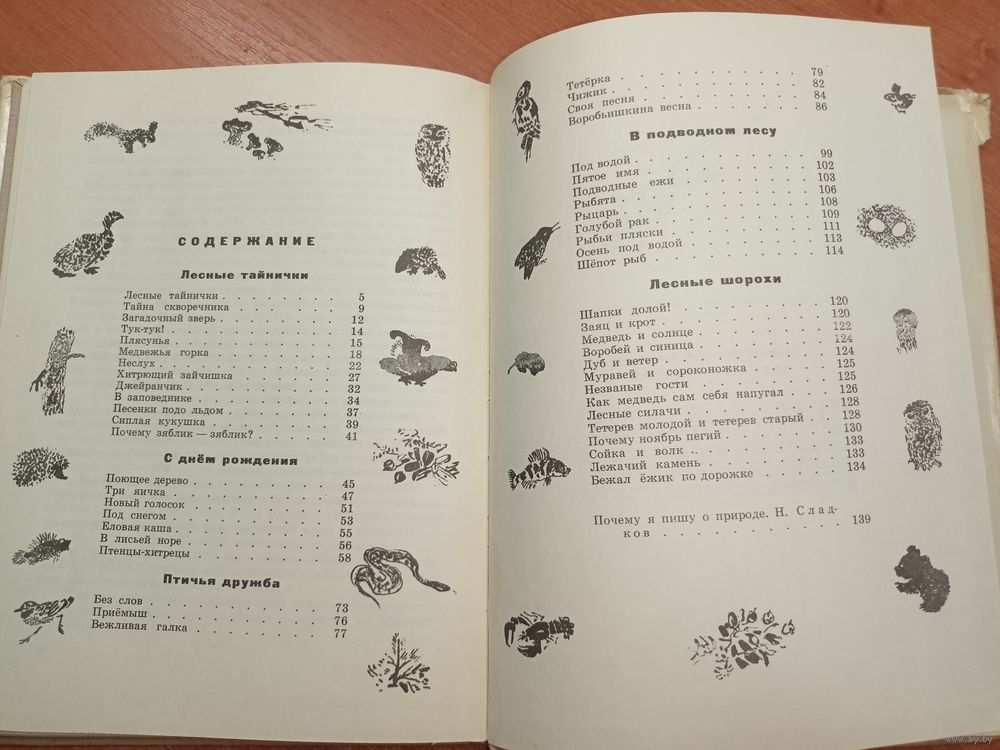 СОДЕРЖАНИЕ
Лесные тайнички
Лесные тайнички . . . . . . . . 5
Тайна скворечника . . . . . . . 9
Загадочный зверь . . . . . . . 12
Тук-тук! . . . . . . . . . . . 14
Плясунья . . . . . . . . . . . 15
Медвежья горка . . . . . . . . 18
Неслух . . . . . . . . . . . . 22
Хитрющий зайчишка . . . . . . . 27
Джейранчик . . . . . . . . . . 32
В заповеднике . . . . . . . . . 34
Песенки подо льдом . . . . . . 37
Сиплая кукушка . . . . . . . . 39
Почему зяблик — зяблик? . . . . 41
С днём рождения
Поющее дерево . . . . . . . . . 45
Три яичка . . . . . . . . . . . 47
Новый голосок . . . . . . . . . 51
Под снегом . . . . . . . . . . 53
Еловая каша . . . . . . . . . . 55
В лисьей норе . . . . . . . . . 56
Птенцы-хитрецы . . . . . . . . 58
Птичья дружба
Без слов . . . . . . . . . . . 73
Приёмыш . . . . . . . . . . . . 76
Вежливая галка . . . . . . . . 77
Тетёрка . . . . . . . . . . . . 79
Чижик . . . . . . . . . . . . . 82
Своя песня . . . . . . . . . . 84
Воробьишкина весна . . . . . . 86
В подводном лесу
Под водой . . . . . . . . . . . 99
Пятое имя . . . . . . . . . . . 102
Подводные ежи . . . . . . . . . 103
Рыбята . . . . . . . . . . . . 106
Рыцарь . . . . . . . . . . . . 108
Голубой рак . . . . . . . . . . 109
Рыбьи пляски . . . . . . . . . 111
Осень под водой . . . . . . . . 113
Шёпот рыб . . . . . . . . . . . 114
Лесные шорохи
Шапки долой! . . . . . . . . . 120
Заяц и крот . . . . . . . . . . 120
Медведь и солнце . . . . . . . 122
Воробей и синица . . . . . . . 124
Дуб и ветер . . . . . . . . . . 124
Муравей и сороконожка . . . . . 125
Незваные гости . . . . . . . . 125
Как медведь сам себя напугал . . 126
Лесные силачи . . . . . . . . . 128
Тетерев молодой и тетерев старый . 128
Почему ноябрь пегий . . . . . . 130
Сойка и волк . . . . . . . . . 133
Лежачий камень . . . . . . . . 133
Бежал ёжик по дорожке . . . . . 134
Почему я пишу о природе. Н. Слад-
ков . . . . . . . . . . . . . . 139
www.ay.by